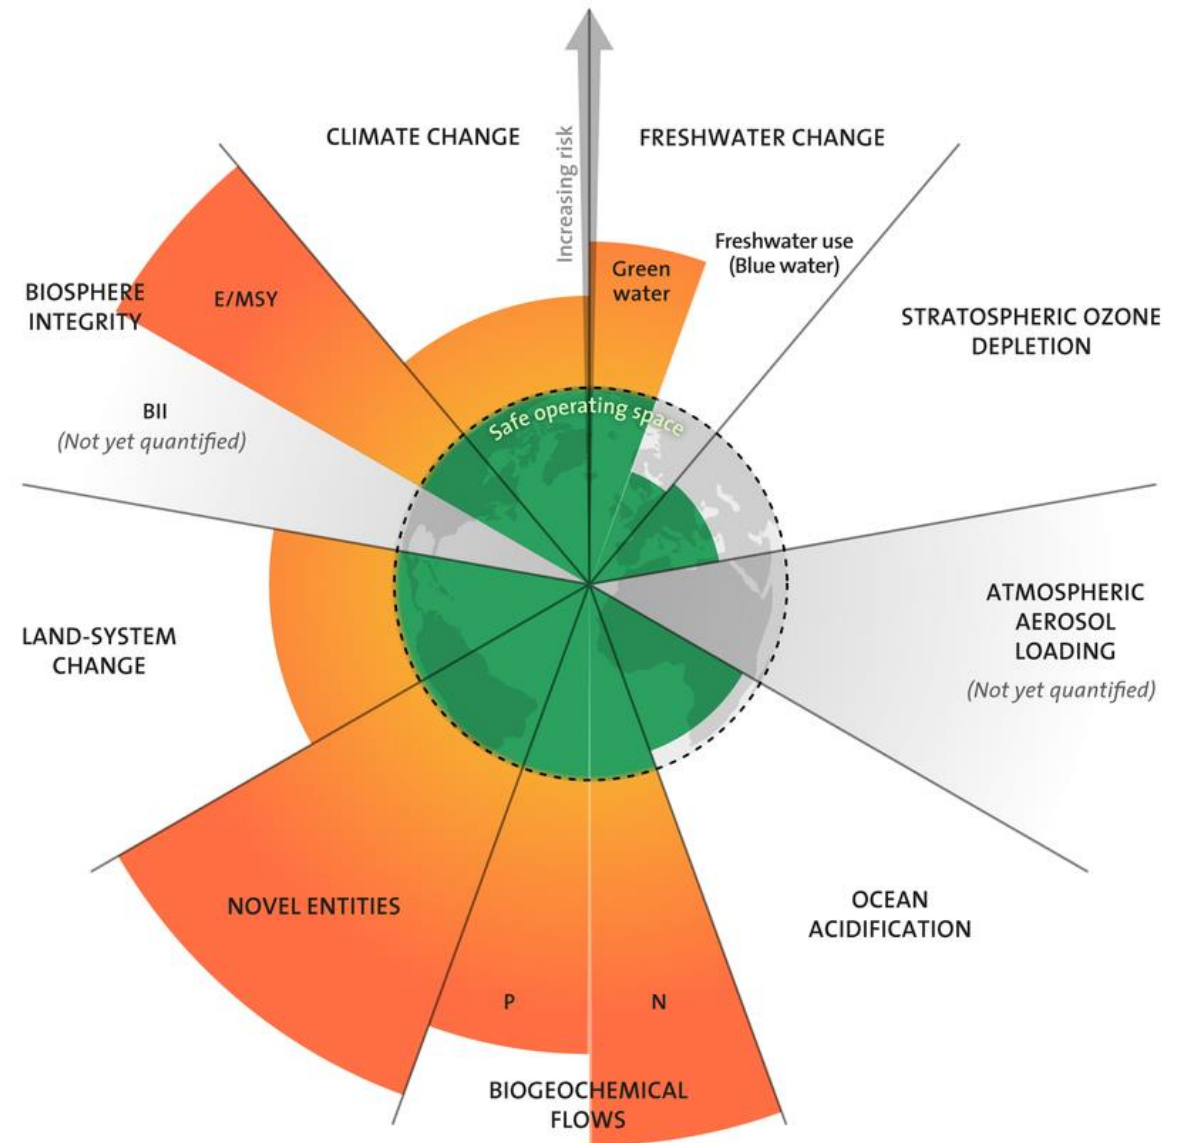 CLIMATE CHANGE
Increasing risk
FRESHWATER CHANGE
Freshwater use
(Blue water)
Green
water
STRATOSPHERIC OZONE
DEPLETION
BIOSPHERE
INTEGRITY
E/MSY
BII
(Not yet quantified)
Safe operating space
ATMOSPHERIC
AEROSOL
LOADING
(Not yet quantified)
LAND-SYSTEM
CHANGE
OCEAN
ACIDIFICATION
NOVEL ENTITIES
P
N
BIOGEOCHEMICAL
FLOWS